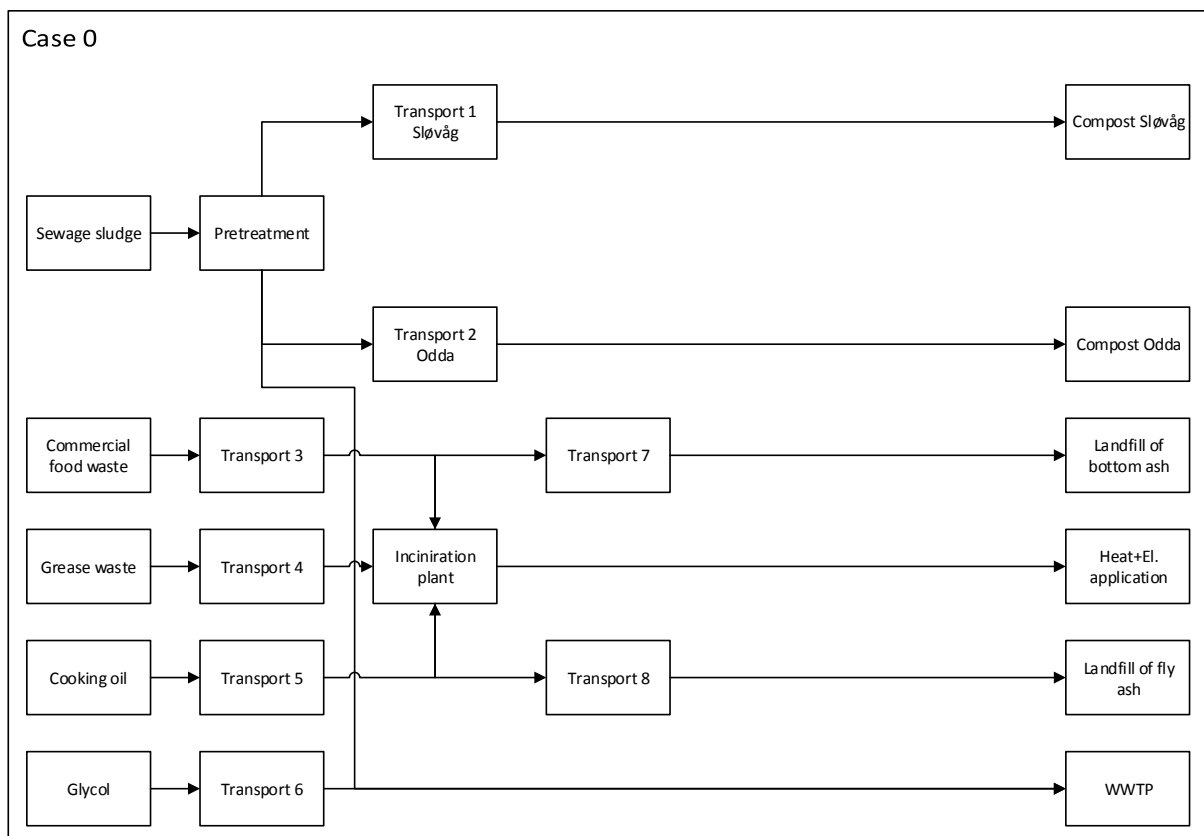 Case 0
Transport 1
Sløvåg
Compost Sløvåg
Sewage sludge
Pretreatment
Transport 2
Odda
Compost Odda
Commercial
food waste
Transport 3
Transport 7
Landfill of
bottom ash
Grease waste
Transport 4
Inciniration
plant
Heat+El.
application
Cooking oil
Transport 5
Transport 8
Landfill of fly
ash
Glycol
Transport 6
WWTP